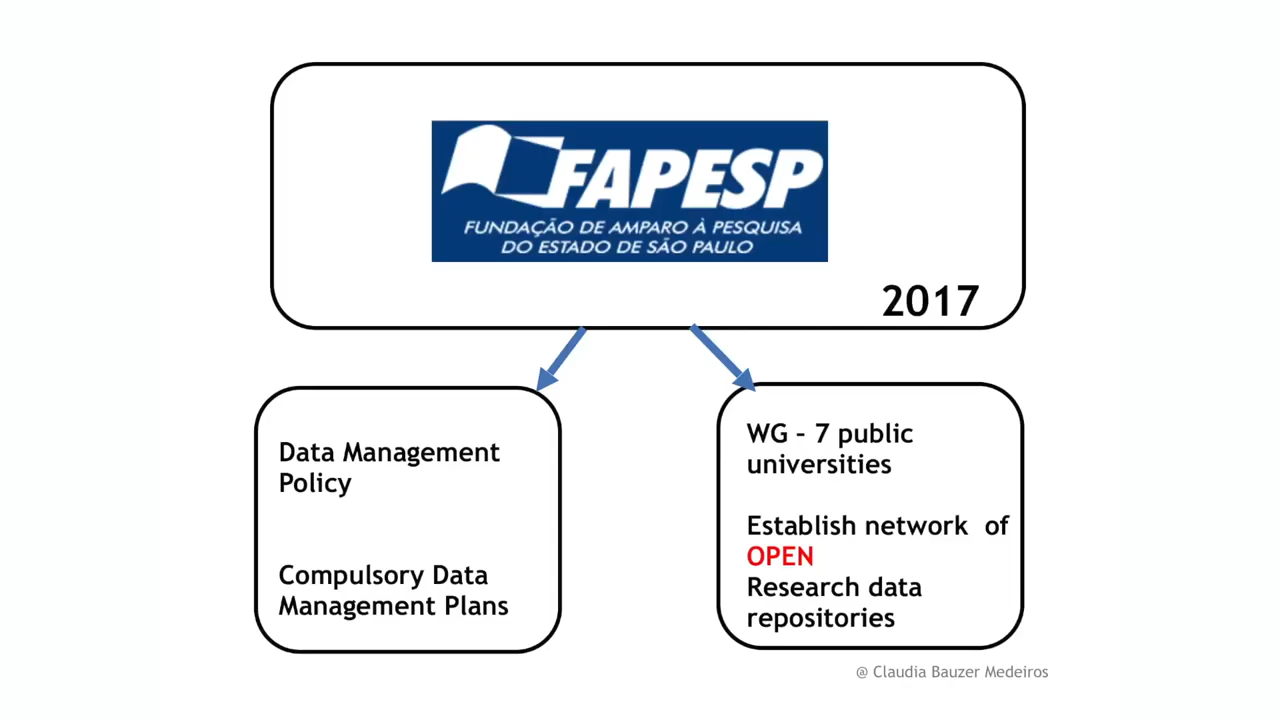 FAPESP
FUNDAÇÃO DE AMPARO À PESQUISA
DO ESTADO DE SÃO PAULO
2017
Data Management
Policy
Compulsory Data
Management Plans
WG – 7 public
universities
Establish network of
OPEN
Research data
repositories
@ Claudia Bauzer Medeiros